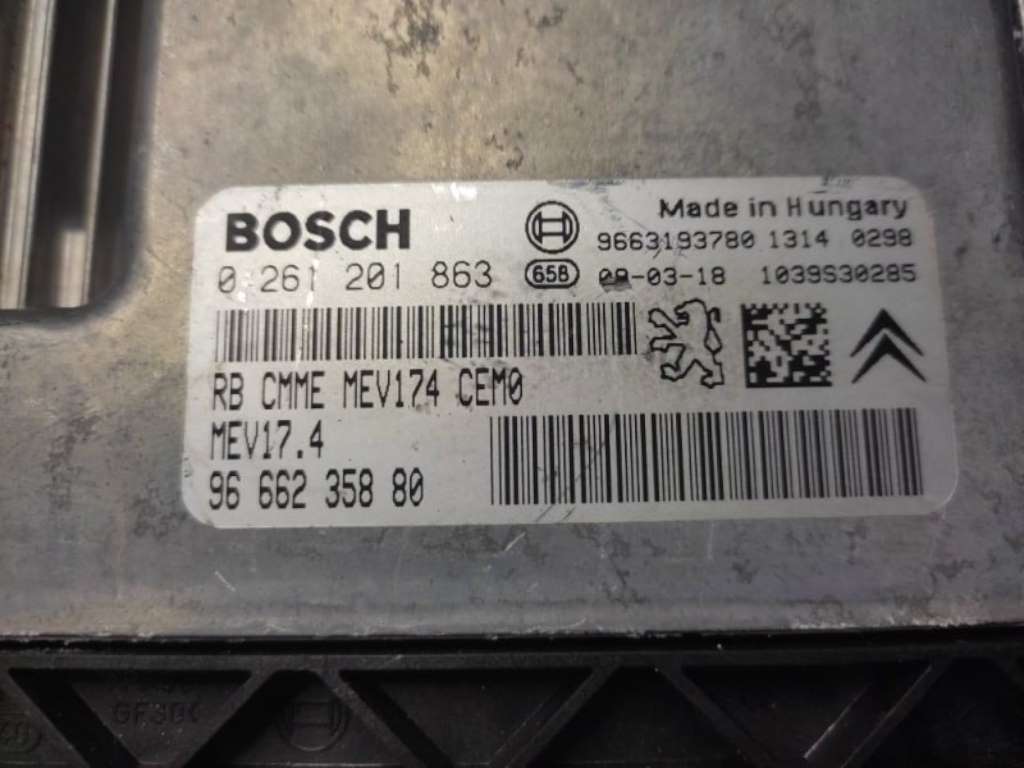 BOSCH
Made in Hungary
9663193780 1314 0298
0 261 201 863
65B
08-03-18 1039S30285
RB CMME MEV174 CEM0
MEV17.4
96 662 358 80